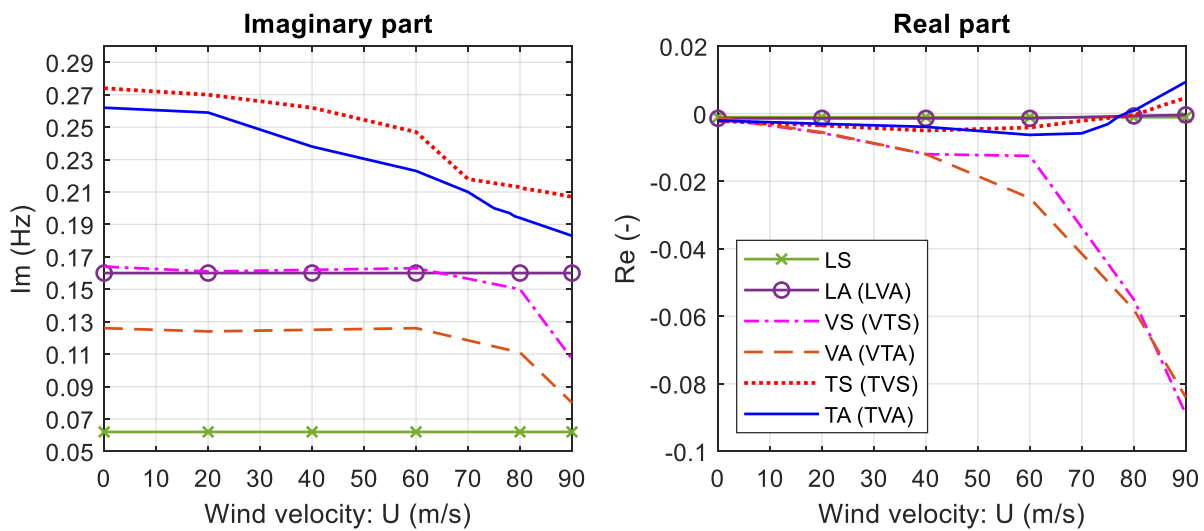 Imaginary part
0.29
0.27
0.25
0.23
0.21
0.19
0.17
0.15
0.13
0.11
0.09
0.07
0.05
Im (Hz)
0 10 20 30 40 50 60 70 80 90
Wind velocity: U (m/s)
Real part
0.02
0
-0.02
-0.04
-0.06
-0.08
-0.1
Re (-)
LS
LA (LVA)
VS (VTS)
VA (VTA)
TS (TVS)
TA (TVA)
0 10 20 30 40 50 60 70 80 90
Wind velocity: U (m/s)